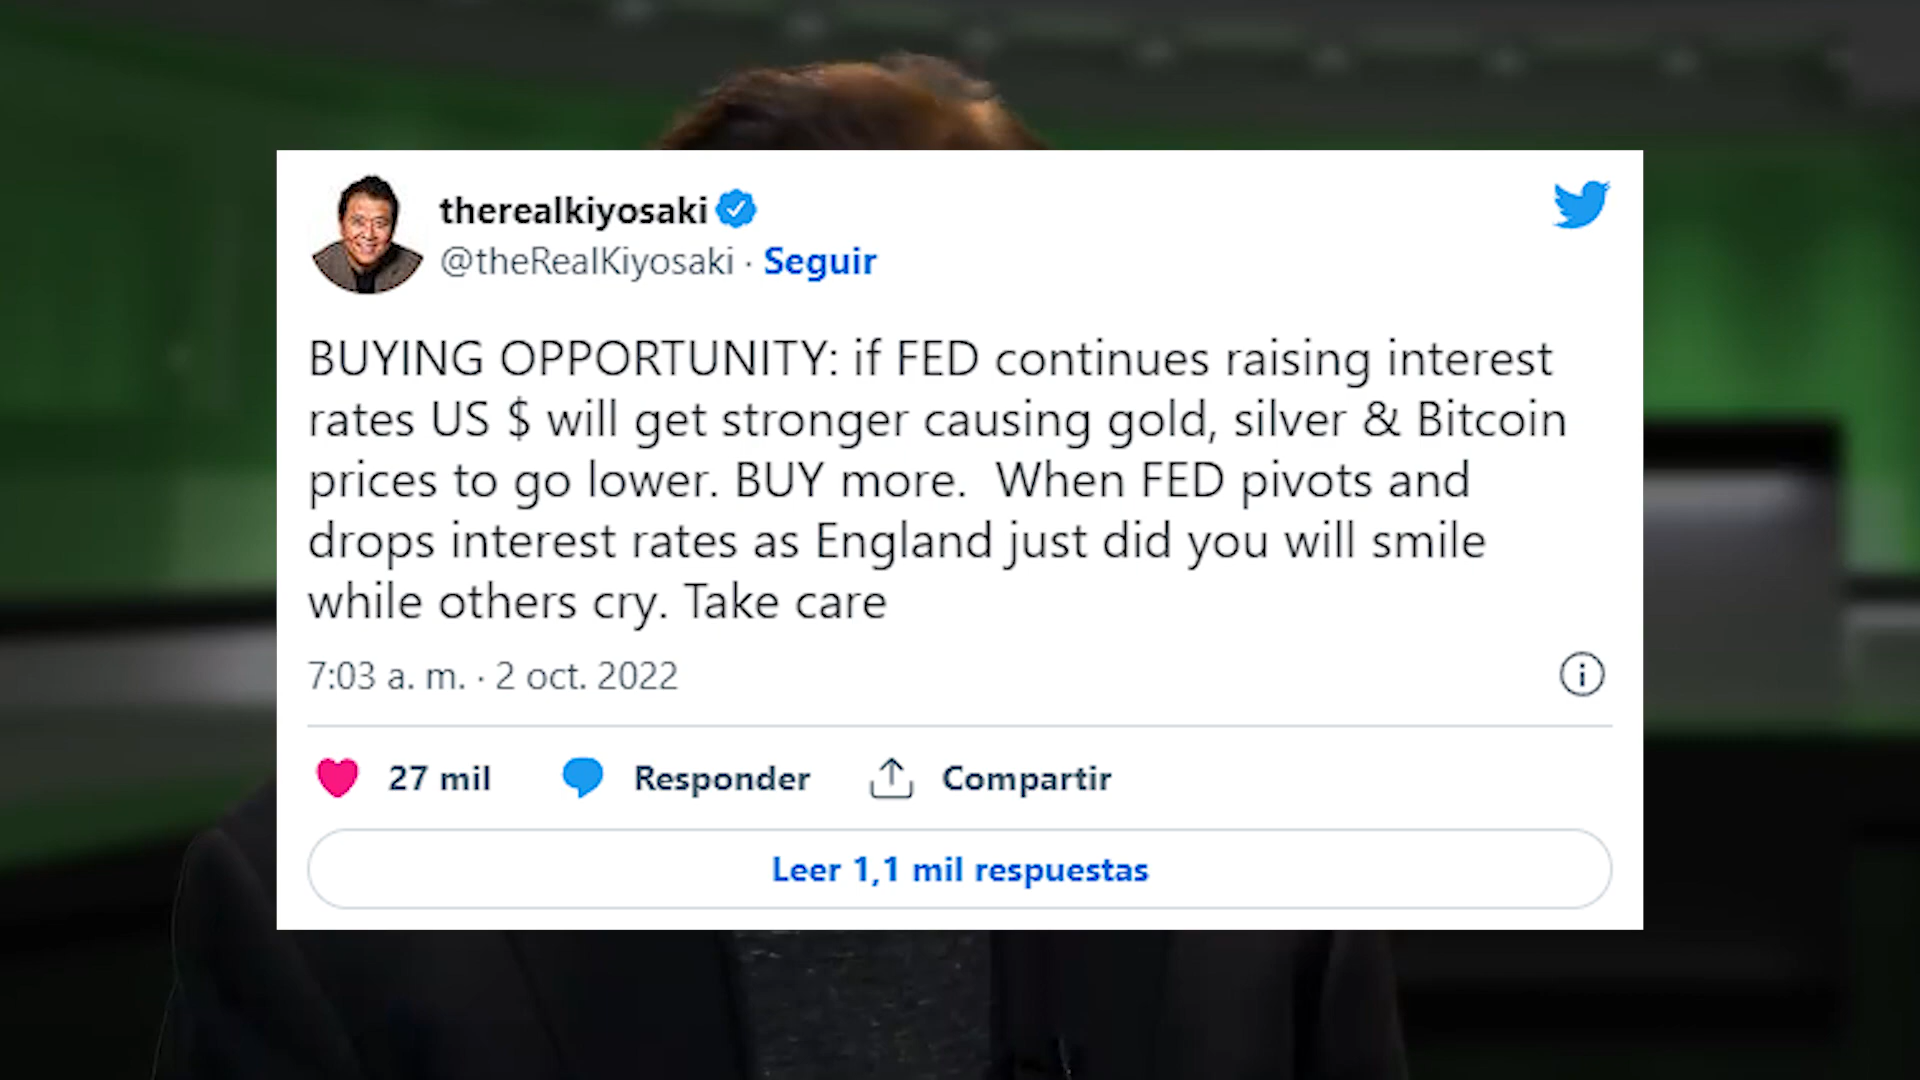 therealkiyosaki
@theRealKiyosaki · Seguir
BUYING OPPORTUNITY: if FED continues raising interest
rates US $ will get stronger causing gold, silver & Bitcoin
prices to go lower. BUY more.  When FED pivots and
drops interest rates as England just did you will smile
while others cry. Take care
7:03 a. m. · 2 oct. 2022
27 mil Responder Compartir
Leer 1,1 mil respuestas